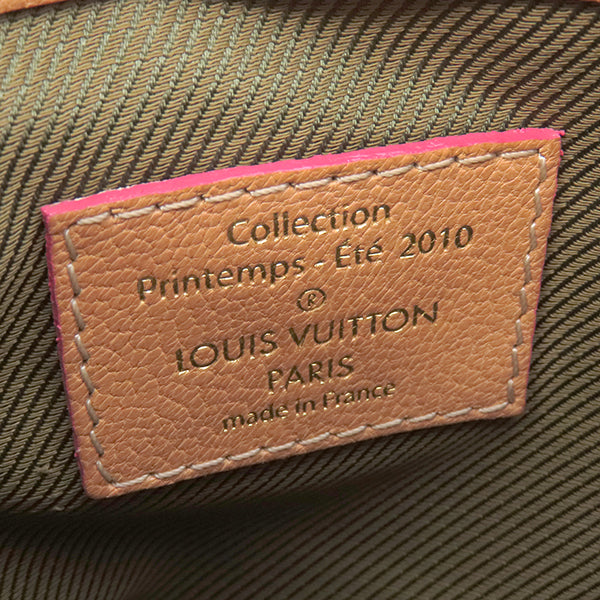 Collection
Printemps - Été 2010
®
LOUIS VUITTON
PARIS
made in France